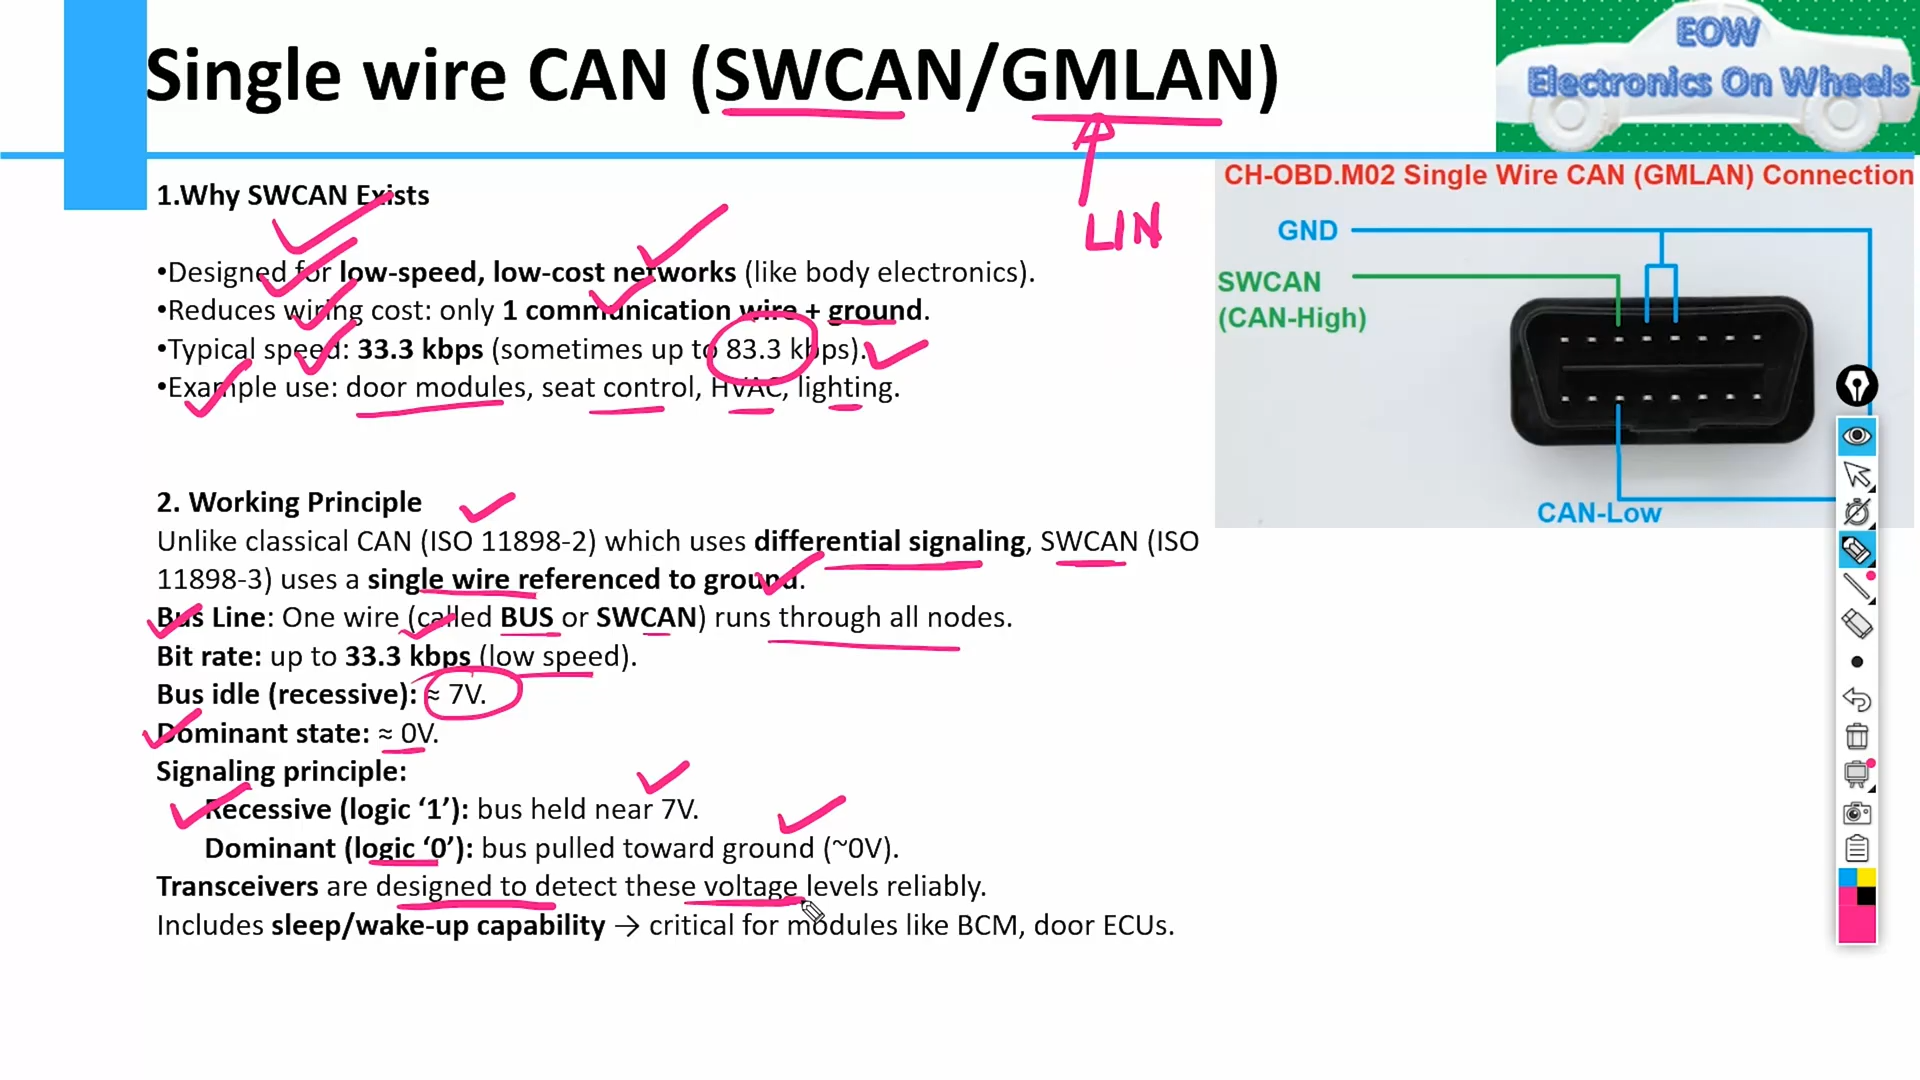 Single wire CAN (SWCAN/GMLAN)
EOW
Electronics On Wheels
LIN
1.Why SWCAN Exists
•Designed for low-speed, low-cost networks (like body electronics).
•Reduces wiring cost: only 1 communication wire + ground.
•Typical speed: 33.3 kbps (sometimes up to 83.3 kbps).
•Example use: door modules, seat control, HVAC, lighting.
2. Working Principle
Unlike classical CAN (ISO 11898-2) which uses differential signaling, SWCAN (ISO
11898-3) uses a single wire referenced to ground.
Bus Line: One wire (called BUS or SWCAN) runs through all nodes.
Bit rate: up to 33.3 kbps (low speed).
Bus idle (recessive): ≈ 7V.
Dominant state: ≈ 0V.
Signaling principle:
Recessive (logic ‘1’): bus held near 7V.
Dominant (logic ‘0’): bus pulled toward ground (~0V).
Transceivers are designed to detect these voltage levels reliably.
Includes sleep/wake-up capability → critical for modules like BCM, door ECUs.
CH-OBD.M02 Single Wire CAN (GMLAN) Connection
GND
SWCAN
(CAN-High)
CAN-Low